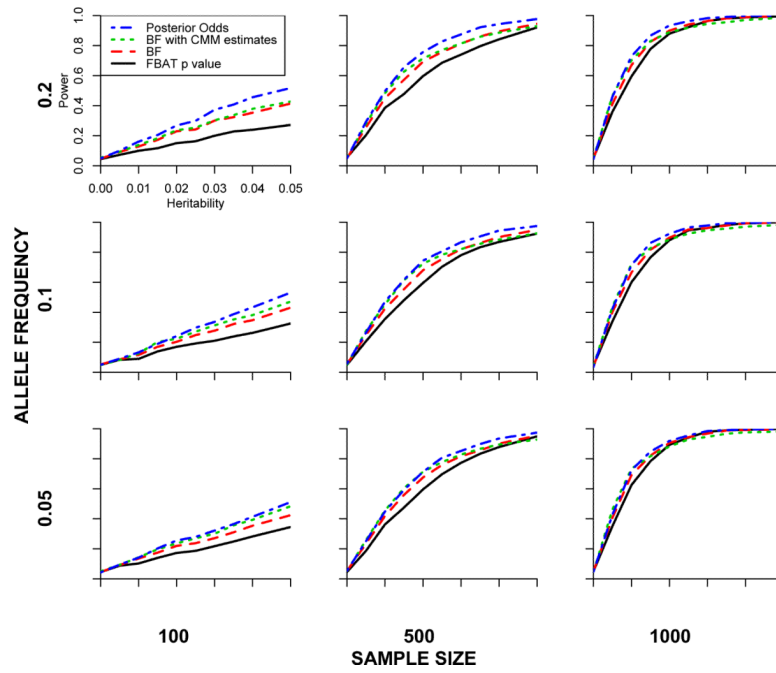 Posterior Odds
BF with CMM estimates
BF
FBAT p value
Power
0.0 0.2 0.4 0.6 0.8 1.0
0.00 0.01 0.02 0.03 0.04 0.05
Heritability
ALLELE FREQUENCY
0.2
0.1
0.05
100 500 1000
SAMPLE SIZE